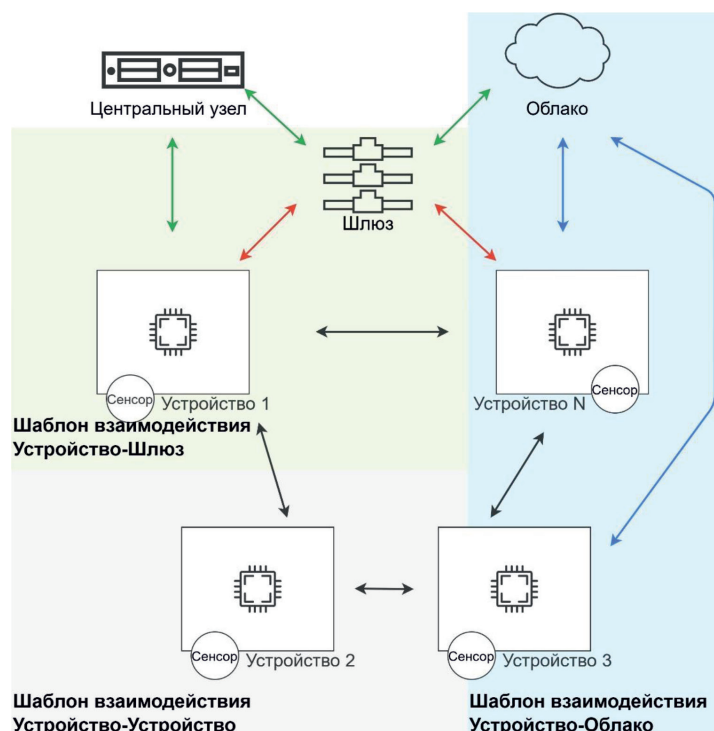 Центральный узел
Облако
Шлюз
Сенсор
Устройство 1
Устройство N
Сенсор
Шаблон взаимодействия
Устройство-Шлюз
Сенсор
Устройство 2
Сенсор
Устройство 3
Шаблон взаимодействия
Устройство-Устройство
Шаблон взаимодействия
Устройство-Облако